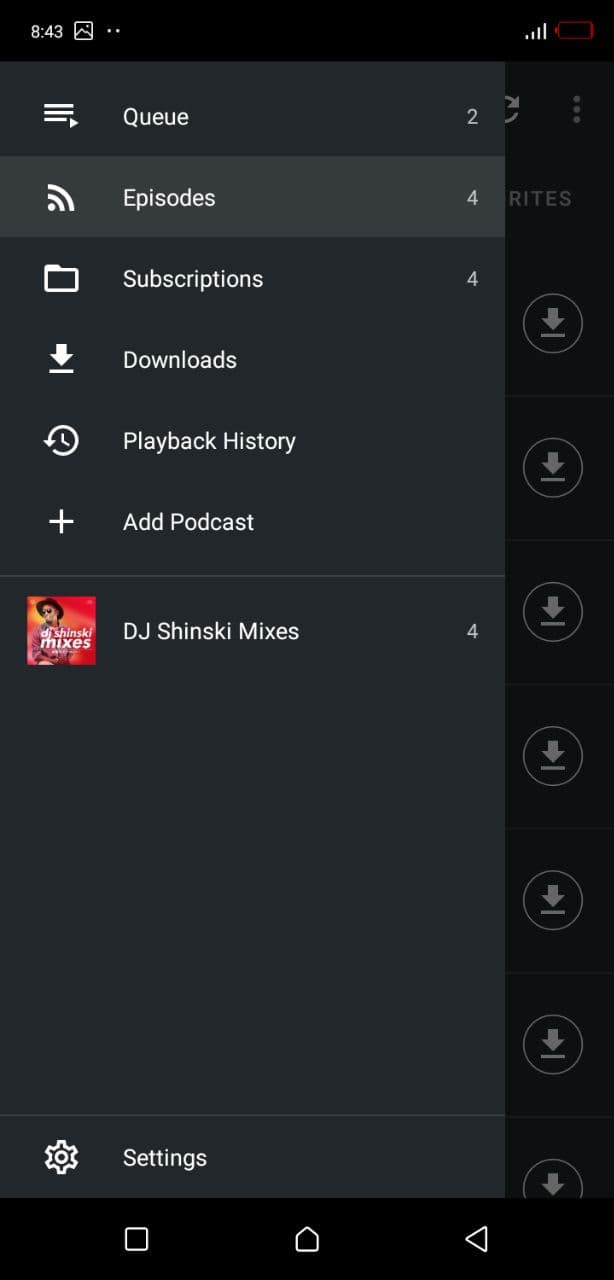 8:43
Queue 2
Episodes 4
RITES
Subscriptions 4
Downloads
Playback History
Add Podcast
dj shinski
mixes
DJ Shinski Mixes 4
Settings